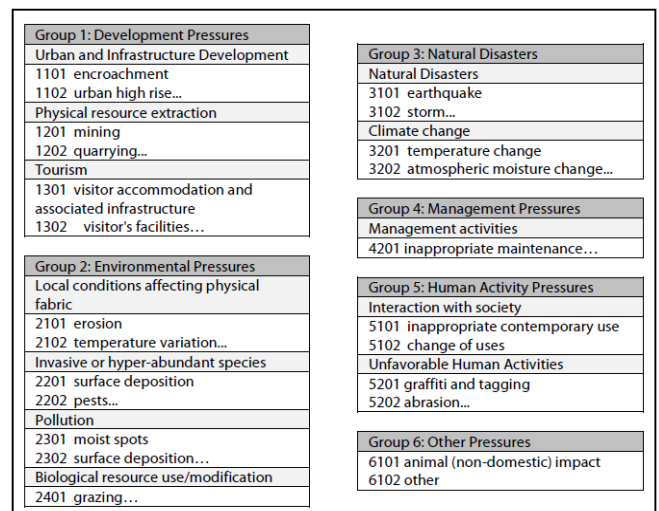 Group 1: Development Pressures
Urban and Infrastructure Development
1101 encroachment
1102 urban high rise...
Physical resource extraction
1201 mining
1202 quarrying...
Tourism
1301 visitor accommodation and
associated infrastructure
1302 visitor's facilities…
Group 2: Environmental Pressures
Local conditions affecting physical
fabric
2101 erosion
2102 temperature variation...
Invasive or hyper-abundant species
2201 surface deposition
2202 pests...
Pollution
2301 moist spots
2302 surface deposition…
Biological resource use/modification
2401 grazing…
Group 3: Natural Disasters
Natural Disasters
3101 earthquake
3102 storm...
Climate change
3201 temperature change
3202 atmospheric moisture change...
Group 4: Management Pressures
Management activities
4201 inappropriate maintenance…
Group 5: Human Activity Pressures
Interaction with society
5101 inappropriate contemporary use
5102 change of uses
Unfavorable Human Activities
5201 graffiti and tagging
5202 abrasion...
Group 6: Other Pressures
6101 animal (non-domestic) impact
6102 other